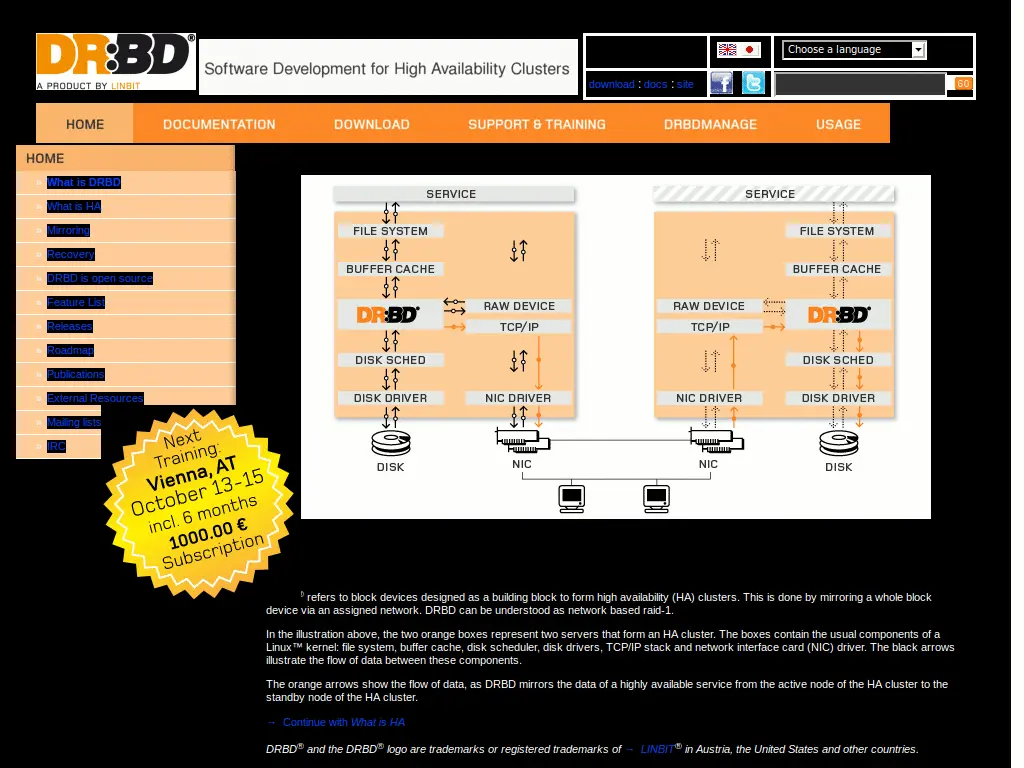 DR:BD®
A PRODUCT BY LINBIT
Software Development for High Availability Clusters
Choose a language
download : docs : site
GO
HOME DOCUMENTATION DOWNLOAD SUPPORT & TRAINING DRBDMANAGE USAGE
HOME
» What is DRBD
» What is HA
» Mirroring
» Recovery
» DRBD is open source
» Feature List
» Releases
» Roadmap
» Publications
» External Resources
» Mailing lists
» IRC
Next
Training:
Vienna, AT
October 13-15
incl. 6 months
1000.00 €
Subscription
SERVICE SERVICE
FILE SYSTEM FILE SYSTEM
BUFFER CACHE BUFFER CACHE
DR:BD® RAW DEVICE RAW DEVICE DR:BD®
TCP/IP TCP/IP
DISK SCHED DISK SCHED
DISK DRIVER NIC DRIVER NIC DRIVER DISK DRIVER
DISK NIC NIC DISK
refers to block devices designed as a building block to form high availability (HA) clusters. This is done by mirroring a whole block
device via an assigned network. DRBD can be understood as network based raid-1.
In the illustration above, the two orange boxes represent two servers that form an HA cluster. The boxes contain the usual components of a
Linux™ kernel: file system, buffer cache, disk scheduler, disk drivers, TCP/IP stack and network interface card (NIC) driver. The black arrows
illustrate the flow of data between these components.
The orange arrows show the flow of data, as DRBD mirrors the data of a highly available service from the active node of the HA cluster to the
standby node of the HA cluster.
→ Continue with What is HA
DRBD® and the DRBD® logo are trademarks or registered trademarks of → LINBIT® in Austria, the United States and other countries.